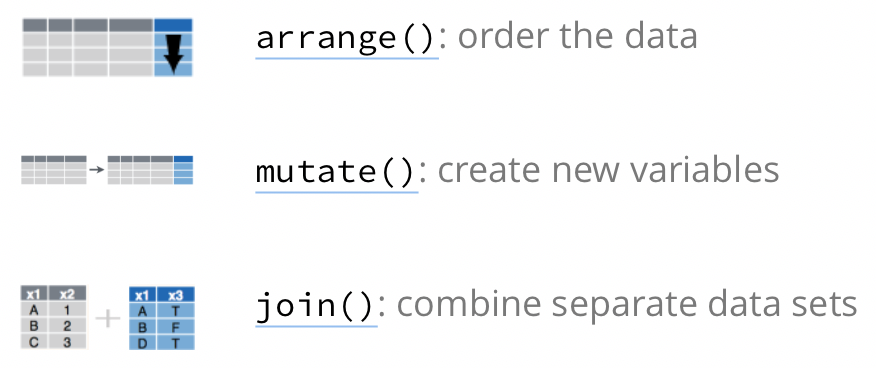 arrange(): order the data
mutate(): create new variables
x1 x2 x1 x3
A 1 A T
B 2 + B F
C 3 D T
join(): combine separate data sets